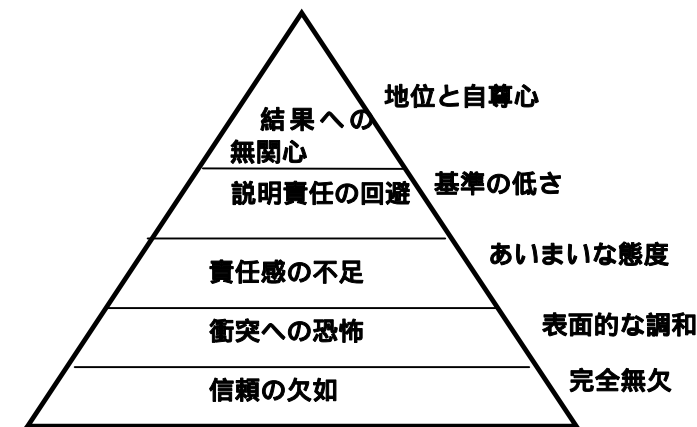 地位と自尊心
結果への
無関心
基準の低さ
説明責任の回避
あいまいな態度
責任感の不足
表面的な調和
衝突への恐怖
完全無欠
信頼の欠如